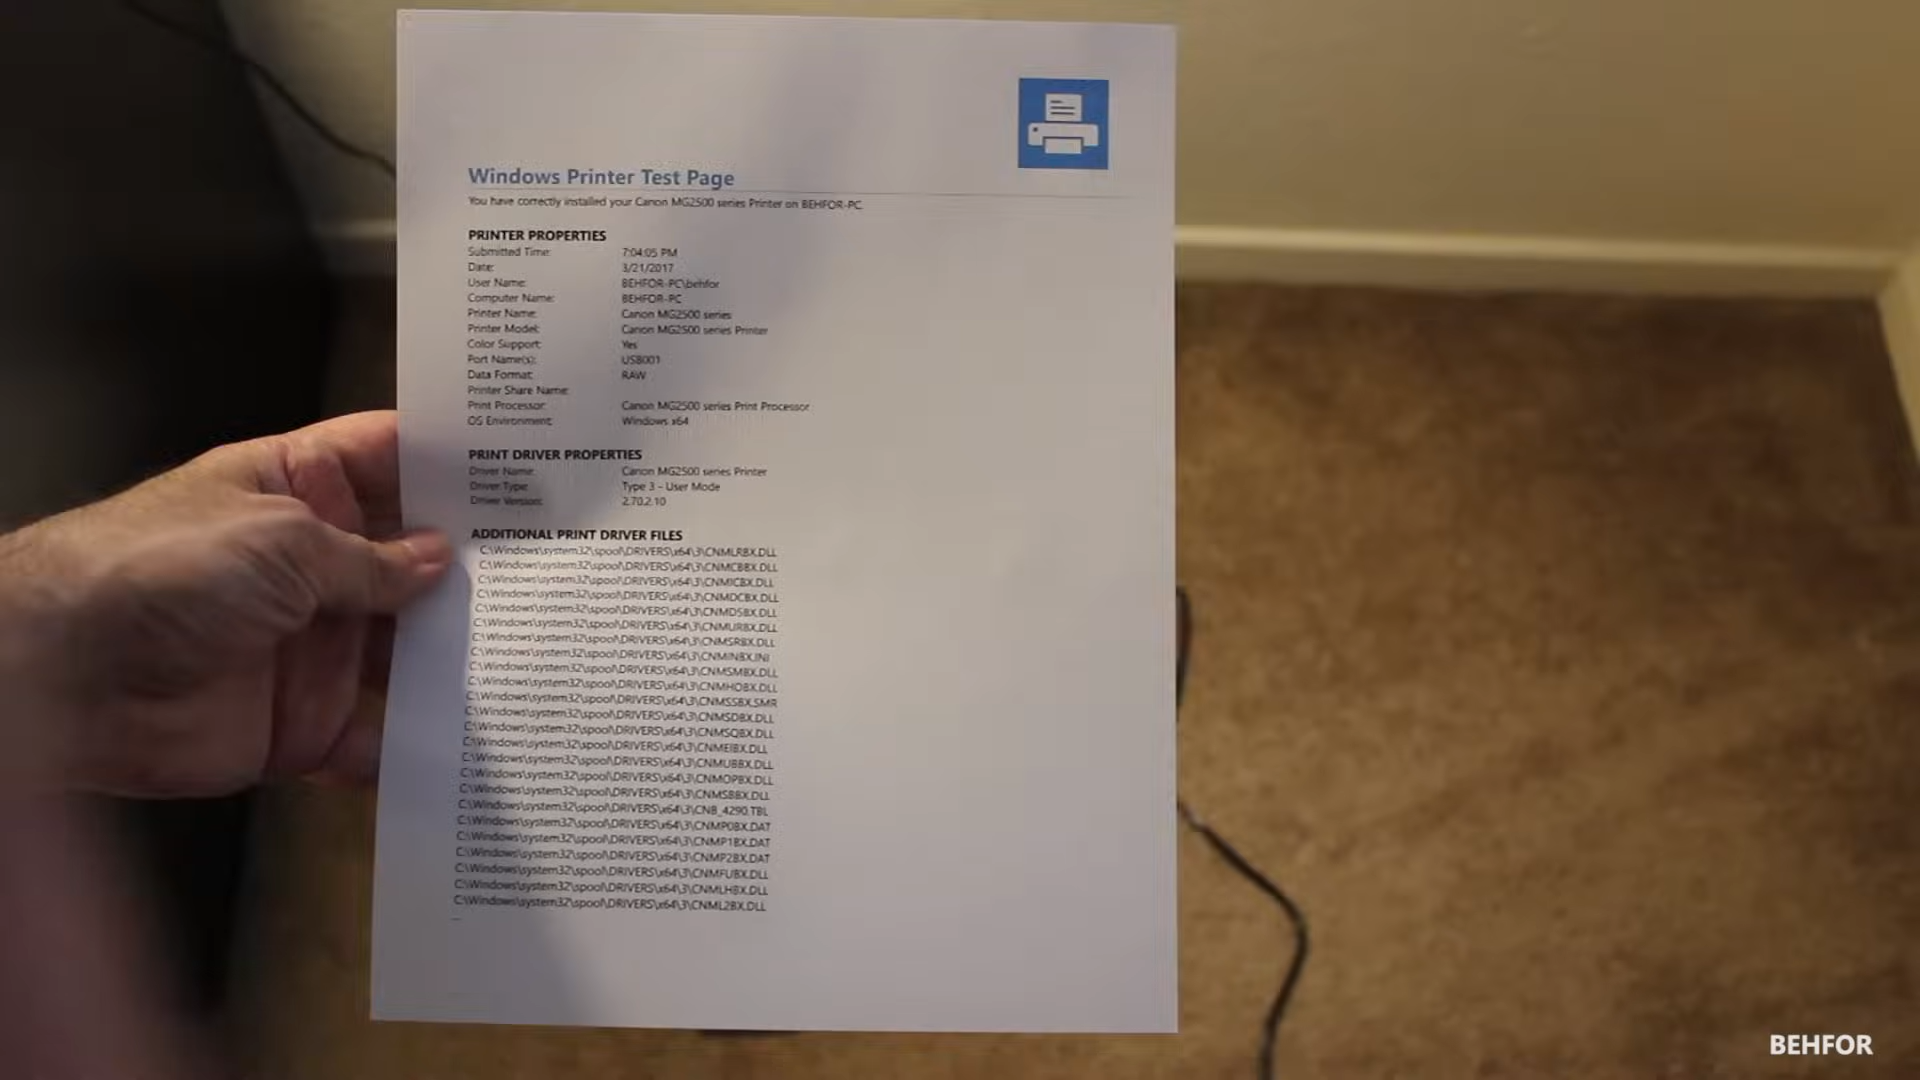 Windows Printer Test Page
You have correctly installed your Canon MG2500 series Printer on BEHFOR-PC.
PRINTER PROPERTIES
Submitted Time: 7:04:05 PM
Date: 3/21/2017
User Name: BEHFOR-PC\behfor
Computer Name: BEHFOR-PC
Printer Name: Canon MG2500 series
Printer Model: Canon MG2500 series Printer
Color Support: Yes
Port Name(s): USB001
Data Format: RAW
Printer Share Name:
Print Processor: Canon MG2500 series Print Processor
OS Environment: Windows x64
PRINT DRIVER PROPERTIES
Driver Name: Canon MG2500 series Printer
Driver Type: Type 3 - User Mode
Driver Version: 2.70.2.10
ADDITIONAL PRINT DRIVER FILES
C:\Windows\system32\spool\DRIVERS\x64\3\CNMLRBX.DLL
C:\Windows\system32\spool\DRIVERS\x64\3\CNMCBBX.DLL
C:\Windows\system32\spool\DRIVERS\x64\3\CNMICBX.DLL
C:\Windows\system32\spool\DRIVERS\x64\3\CNMDCBX.DLL
C:\Windows\system32\spool\DRIVERS\x64\3\CNMDSBX.DLL
C:\Windows\system32\spool\DRIVERS\x64\3\CNMURBX.DLL
C:\Windows\system32\spool\DRIVERS\x64\3\CNMSRBX.DLL
C:\Windows\system32\spool\DRIVERS\x64\3\CNMINBX.INI
C:\Windows\system32\spool\DRIVERS\x64\3\CNMSMBX.DLL
C:\Windows\system32\spool\DRIVERS\x64\3\CNMHOBX.DLL
C:\Windows\system32\spool\DRIVERS\x64\3\CNMSSBX.SMR
C:\Windows\system32\spool\DRIVERS\x64\3\CNMSDBX.DLL
C:\Windows\system32\spool\DRIVERS\x64\3\CNMSQBX.DLL
C:\Windows\system32\spool\DRIVERS\x64\3\CNMEIBX.DLL
C:\Windows\system32\spool\DRIVERS\x64\3\CNMUBBX.DLL
C:\Windows\system32\spool\DRIVERS\x64\3\CNMOPBX.DLL
C:\Windows\system32\spool\DRIVERS\x64\3\CNMSBBX.DLL
C:\Windows\system32\spool\DRIVERS\x64\3\CNB_4290.TBL
C:\Windows\system32\spool\DRIVERS\x64\3\CNMP0BX.DAT
C:\Windows\system32\spool\DRIVERS\x64\3\CNMP1BX.DAT
C:\Windows\system32\spool\DRIVERS\x64\3\CNMP2BX.DAT
C:\Windows\system32\spool\DRIVERS\x64\3\CNMFUBX.DLL
C:\Windows\system32\spool\DRIVERS\x64\3\CNMLHBX.DLL
C:\Windows\system32\spool\DRIVERS\x64\3\CNML2BX.DLL
...
BEHFOR